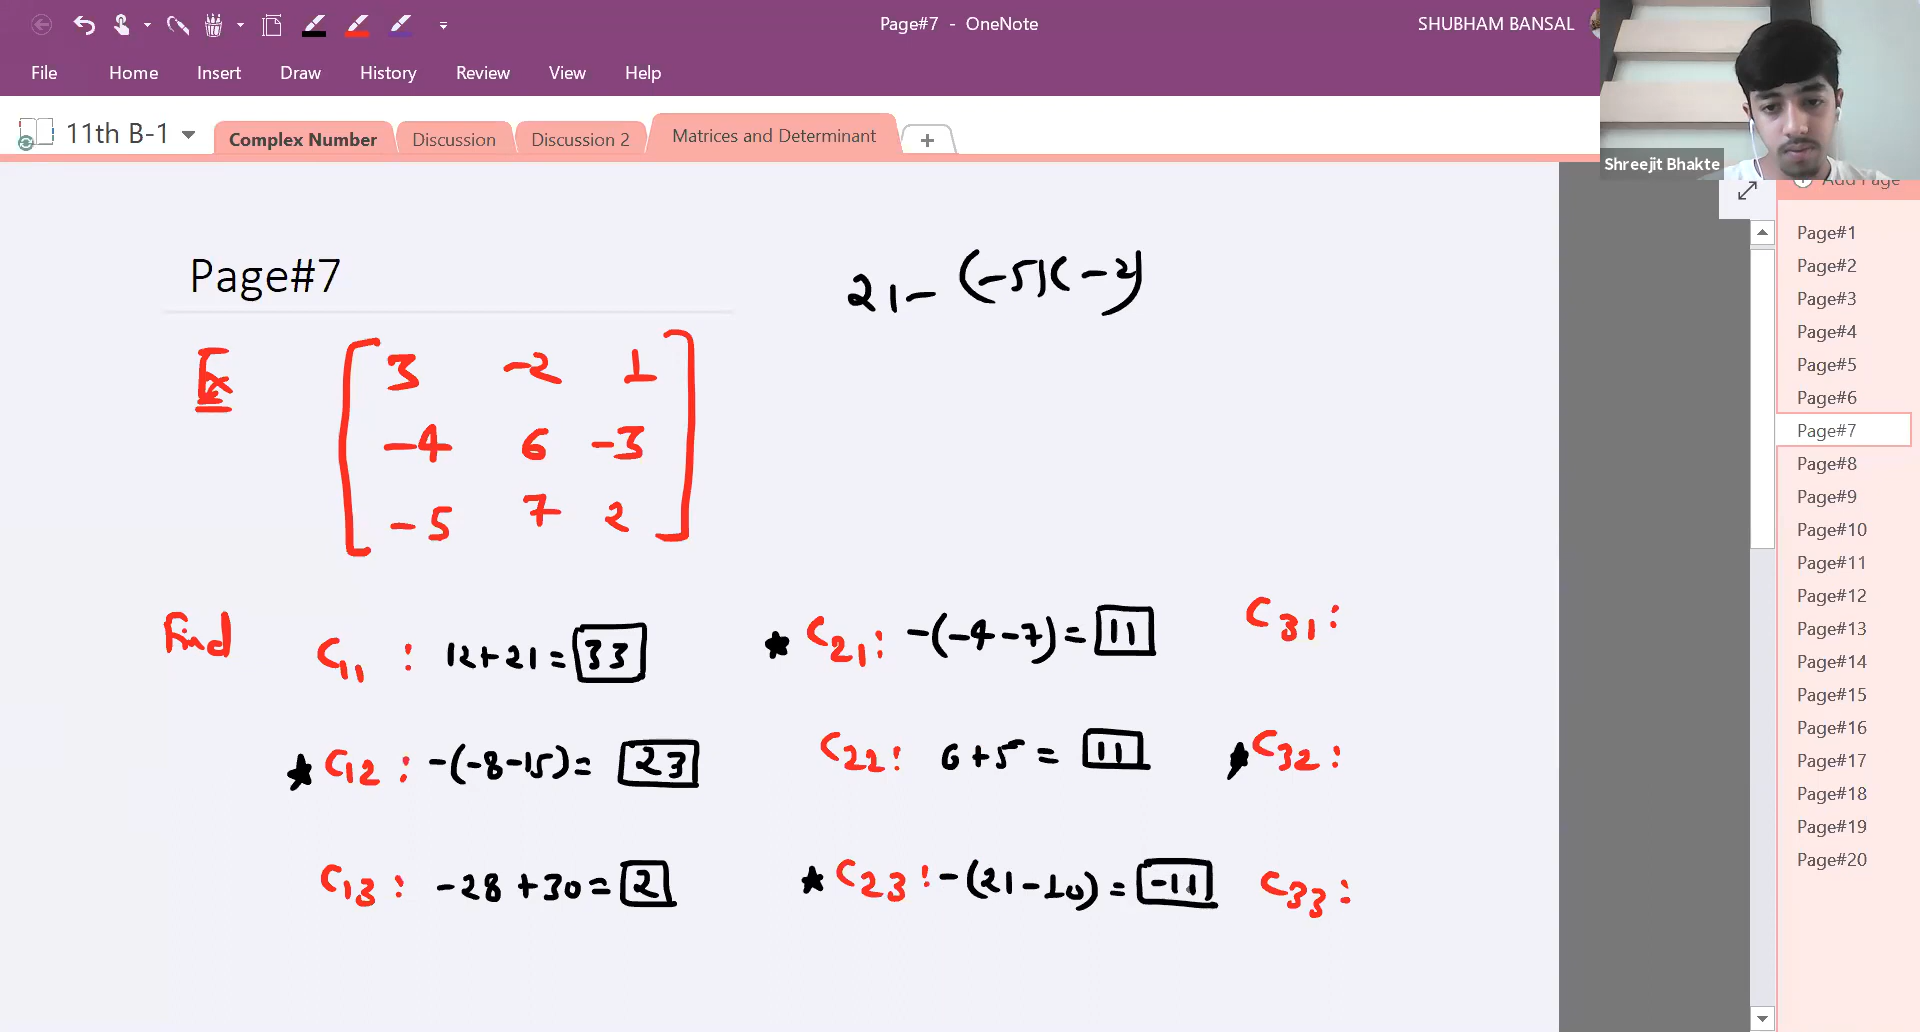 Page#7 - OneNote
SHUBHAM BANSAL
File Home Insert Draw History Review View Help
11th B-1
Complex Number
Discussion
Discussion 2
Matrices and Determinant
Shreejit Bhakte
Add Page
Page#7
21-(-5)(-2)
Ex
3 -2 1
-4 6 -3
-5 7 2
Find
C11 : 12+21 = 33
★ C21 : -(-4-7) = 11
C31 :
★ C12 : -(-8-15) = 23
C22 : 6+5 = 11
★ C32 :
C13 : -28+30 = 2
★ C23 : -(21-10) = -11
C33 :
Page#1
Page#2
Page#3
Page#4
Page#5
Page#6
Page#7
Page#8
Page#9
Page#10
Page#11
Page#12
Page#13
Page#14
Page#15
Page#16
Page#17
Page#18
Page#19
Page#20